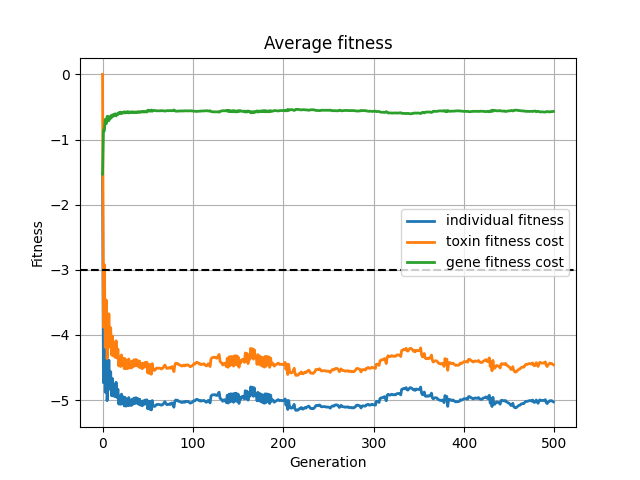 Average fitness
Fitness
0
−1
−2
−3
−4
−5
individual fitness
toxin fitness cost
gene fitness cost
0
100
200
300
400
500
Generation